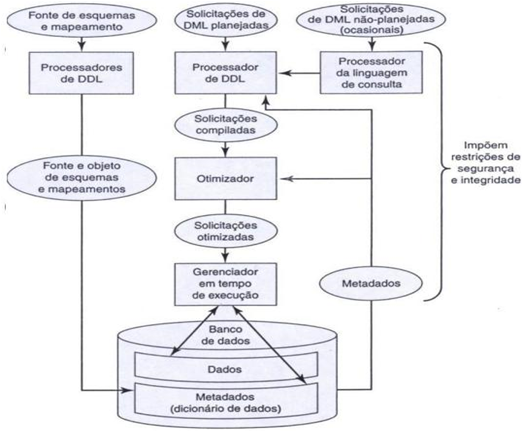 Fonte de esquemas
e mapeamento
Solicitações de
DML planejadas
Solicitações
de DML não-planejadas
(ocasionais)
Processadores
de DDL
Processador
de DDL
Processador
da linguagem
de consulta
Solicitações
compiladas
Impõem
restrições de
segurança
e integridade
Fonte e objeto
de esquemas
e mapeamentos
Otimizador
Solicitações
otimizadas
Gerenciador
em tempo
de execução
Metadados
Banco
de dados
Dados
Metadados
(dicionário de dados)